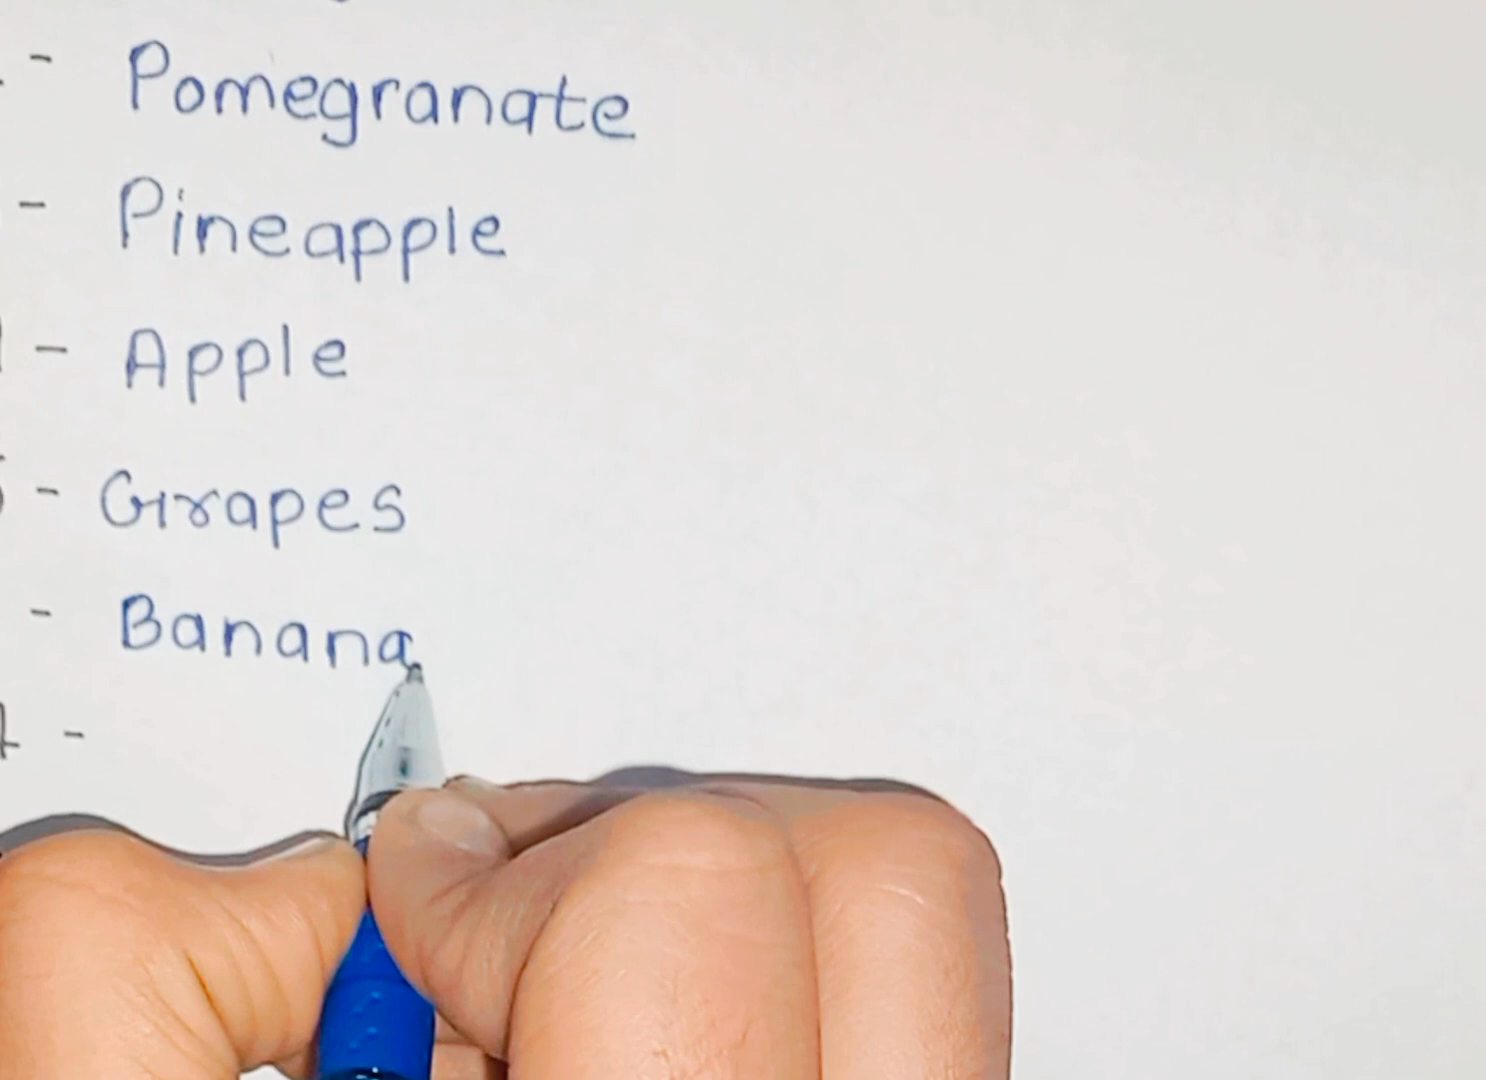 - Pomegranate
- Pineapple
- Apple
- Grapes
- Banana
-